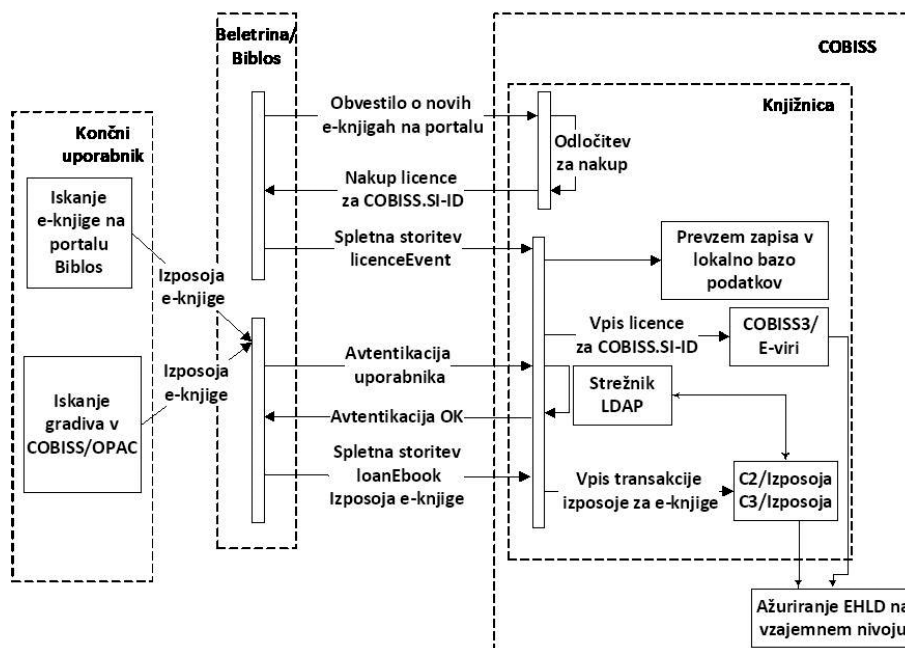 Beletrina/
Biblos
COBISS
Knjižnica
Končni
uporabnik
Obvestilo o novih
e-knjigah na portalu
Odločitev
za nakup
Nakup licence
za COBISS.SI-ID
Iskanje
e-knjige na
portalu
Biblos
Spletna storitev
licenceEvent
Prevzem zapisa v
lokalno bazo
podatkov
Izposoja
e-knjige
Vpis licence
za COBISS.SI-ID
COBISS3/
E-viri
Izposoja
e-knjige
Avtentikacija
uporabnika
Strežnik
LDAP
Iskanje
gradiva v
COBISS/OPAC
Avtentikacija OK
Spletna storitev
loanEbook
Izposoja e-knjige
Vpis transakcije
izposoje za e-knjige
C2/Izposoja
C3/Izposoja
Ažuriranje EHLD na
vzajemnem nivoju